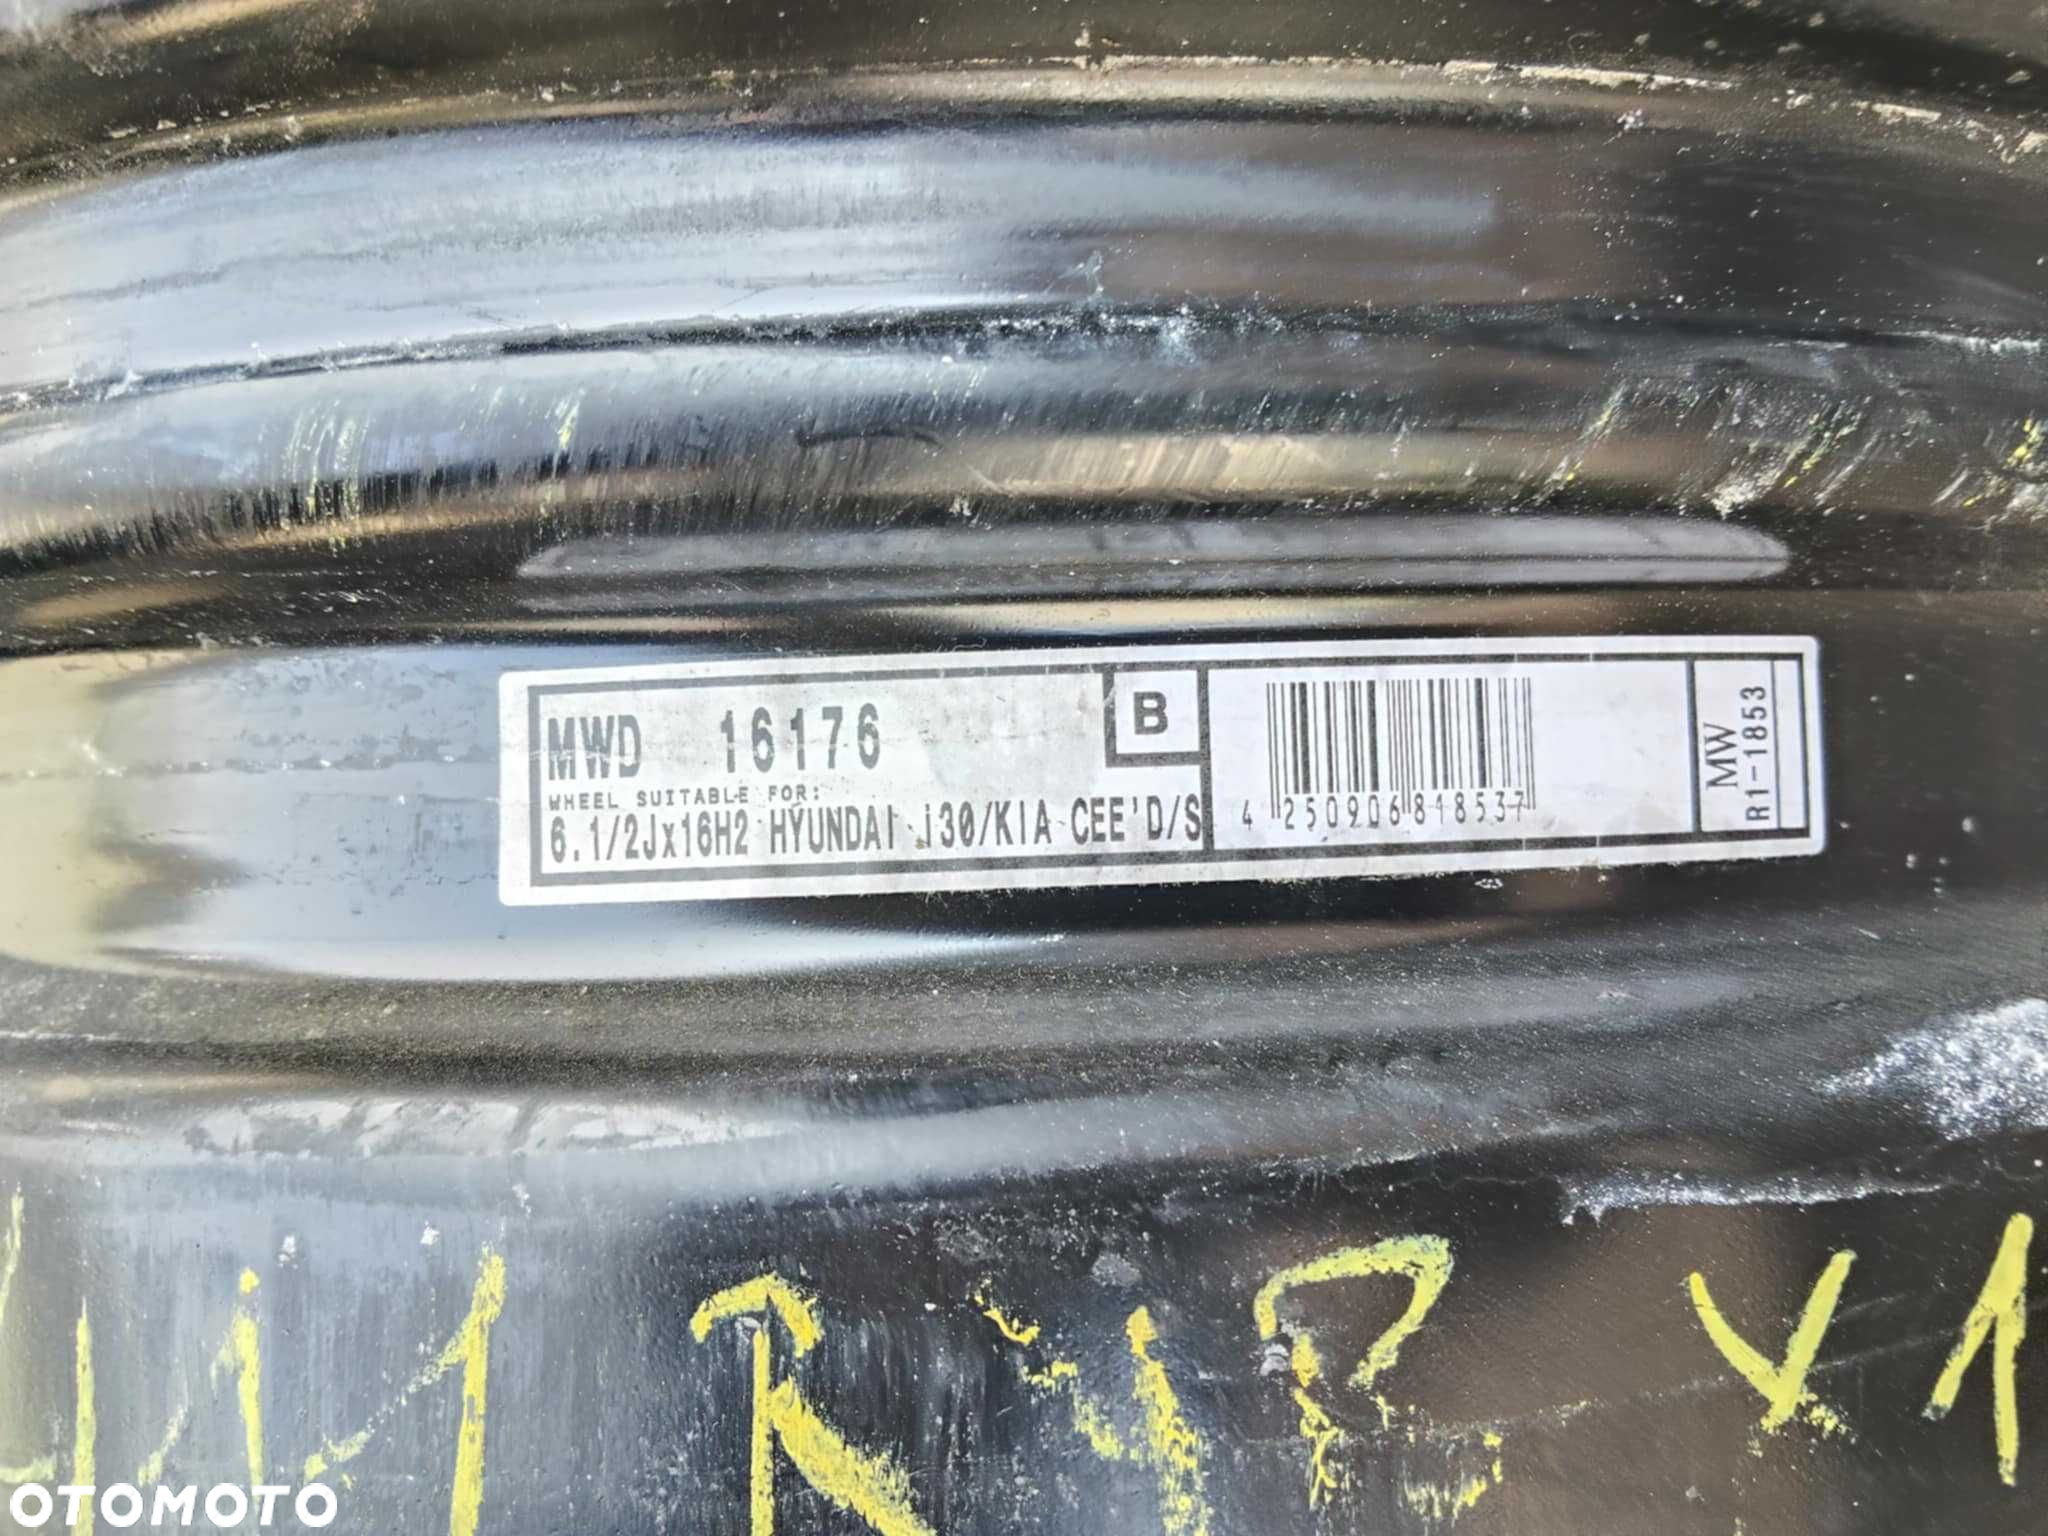 MWD 16176
B
WHEEL SUITABLE FOR:
6.1/2Jx16H2 HYUNDAI i30/KIA CEE'D/S
4 250906 818537
MW
R1-1853
OTOMOTO